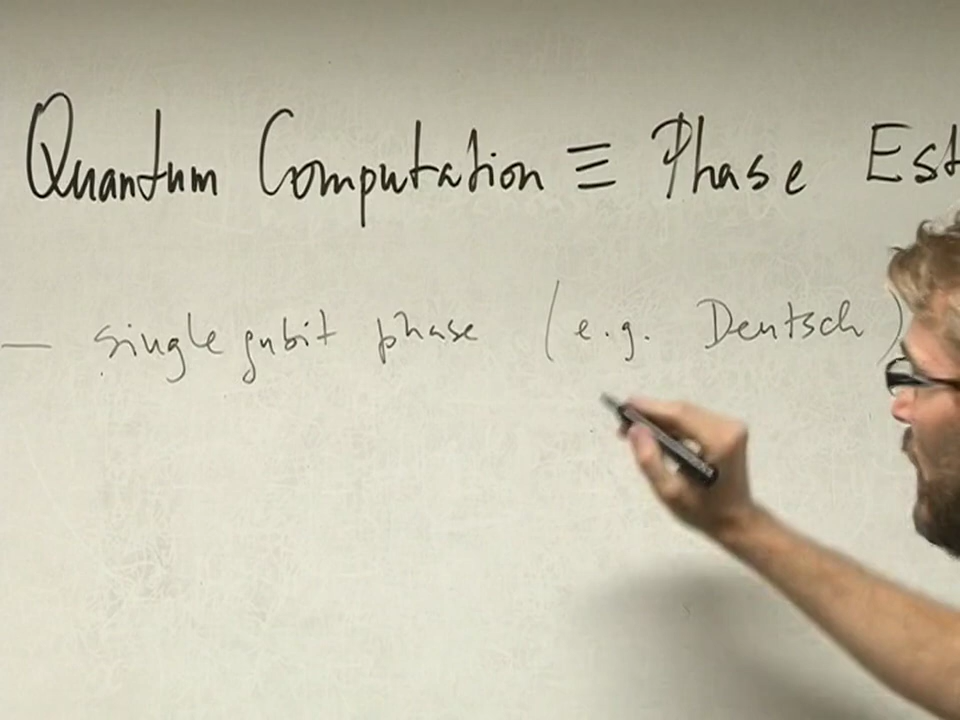 Quantum Computation ≡ Phase Est
— single qubit phase (e.g. Deutsch)